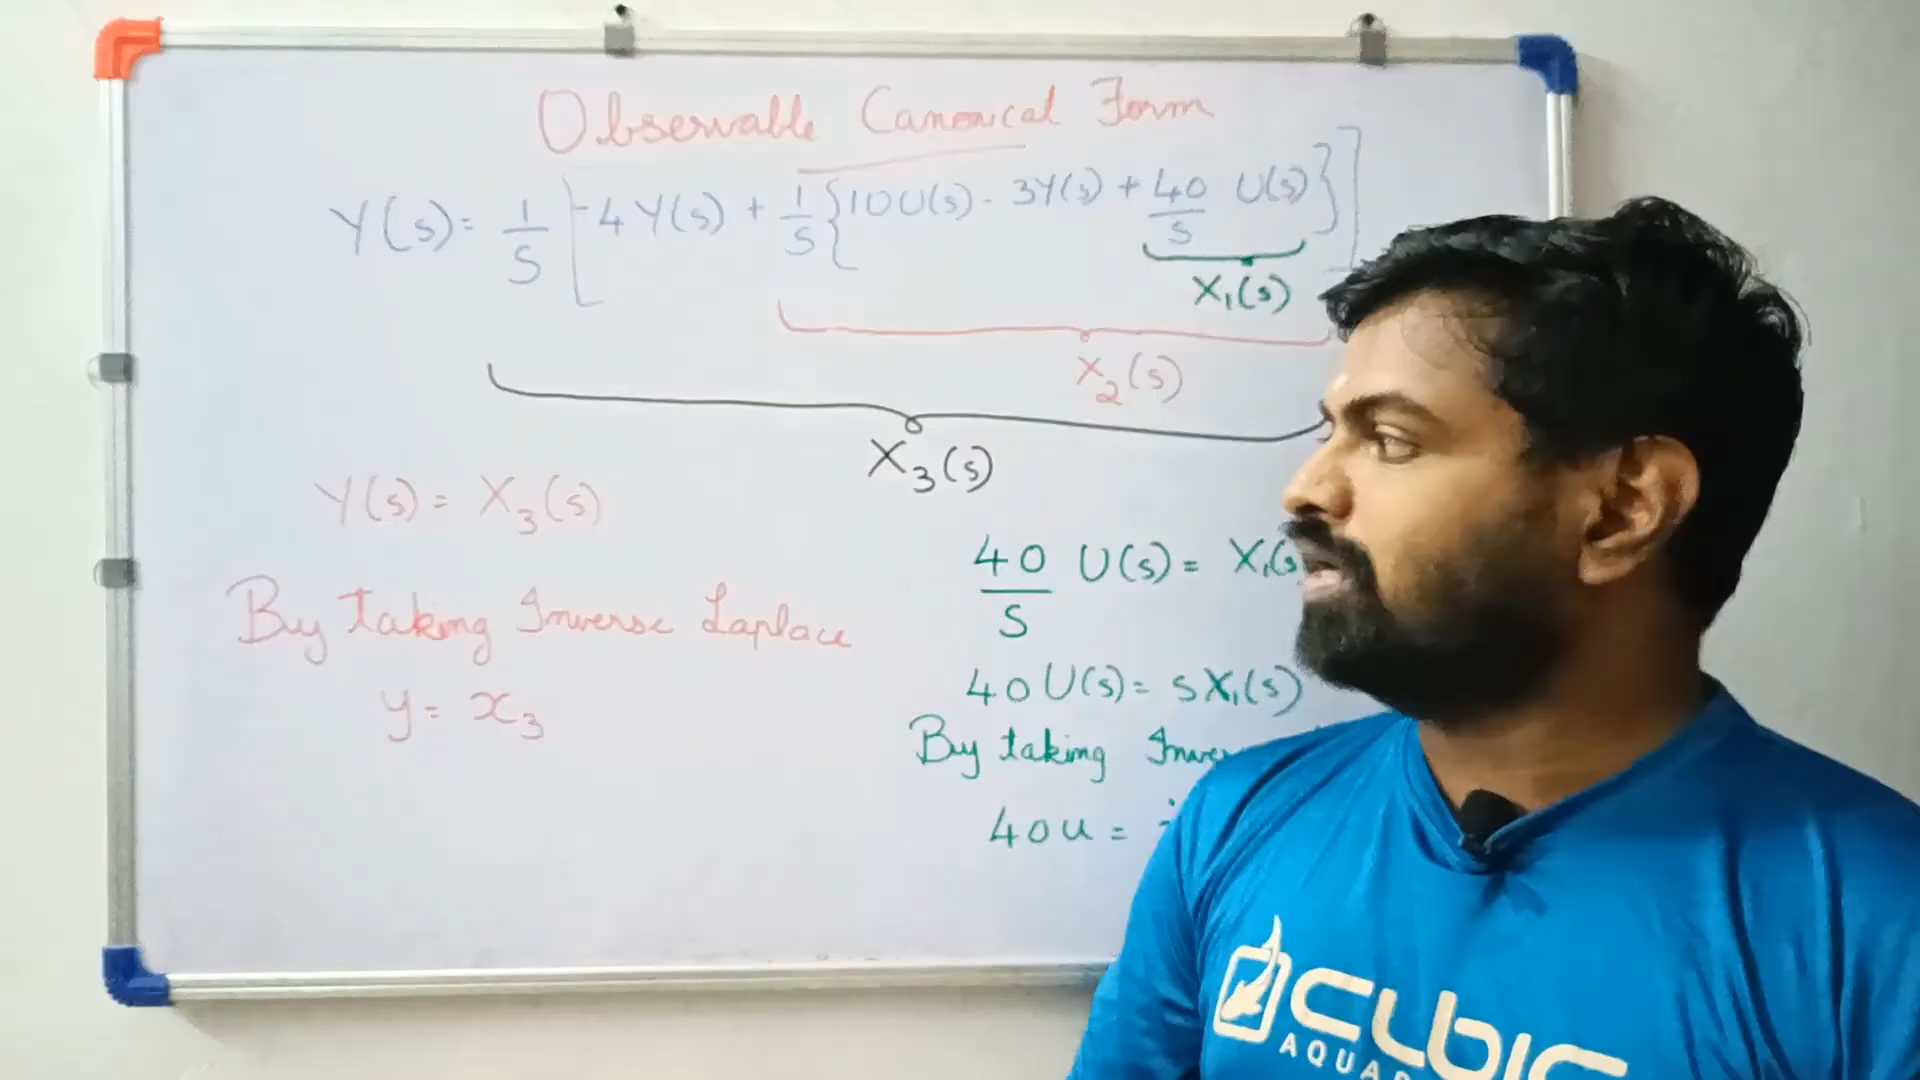 Observable Canonical Form
Y(s) = 1/S [-4Y(s) + 1/S {10U(s) - 3Y(s) + 40/S U(s)}]
X₁(s)
X₂(s)
X₃(s)
Y(s) = X₃(s)
By taking Inverse Laplace
y = x₃
40/S U(s) = X₁(s
40U(s) = sX₁(s)
By taking
40u =
CUBIC